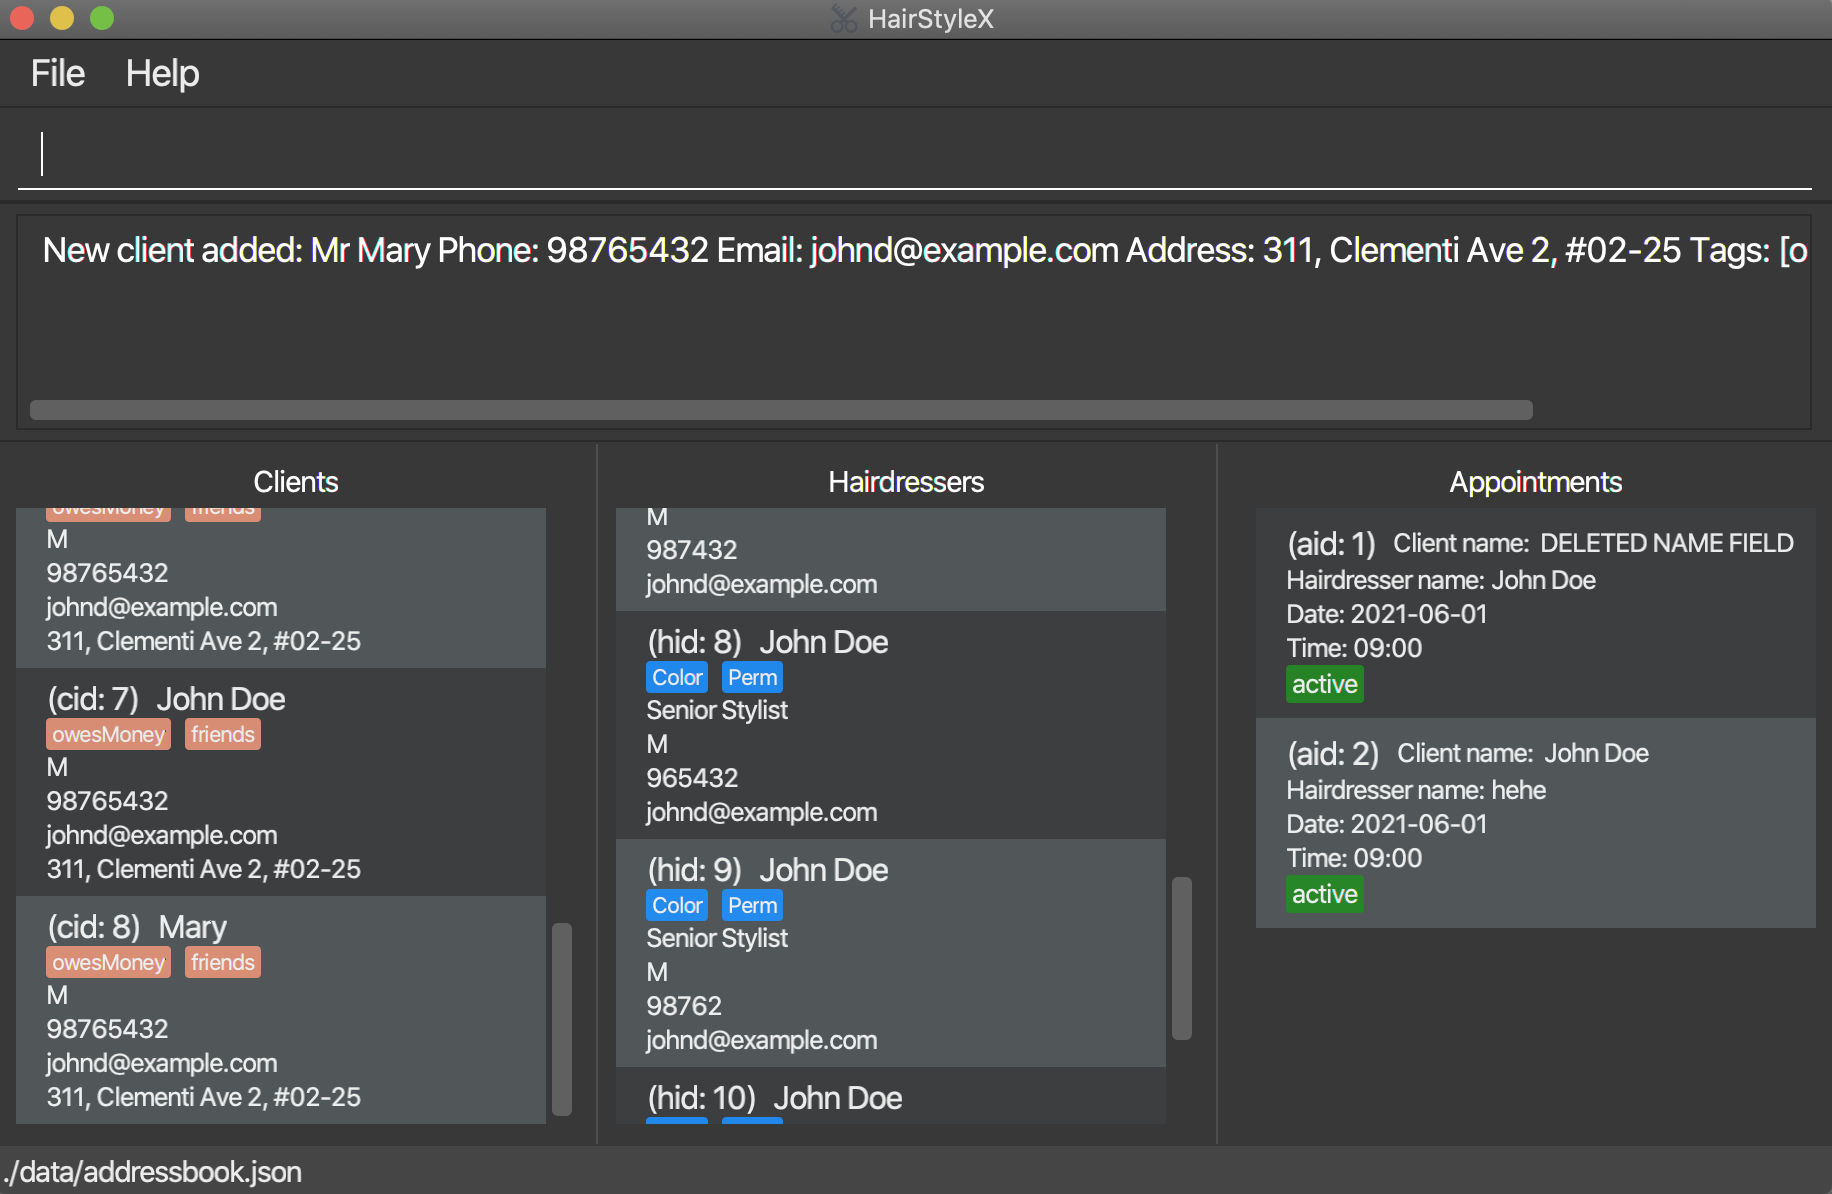 HairStyleX
File Help
New client added: Mr Mary Phone: 98765432 Email: johnd@example.com Address: 311, Clementi Ave 2, #02-25 Tags: [o
Clients
owesMoney friends
M
98765432
johnd@example.com
311, Clementi Ave 2, #02-25
(cid: 7) John Doe
owesMoney friends
M
98765432
johnd@example.com
311, Clementi Ave 2, #02-25
(cid: 8) Mary
owesMoney friends
M
98765432
johnd@example.com
311, Clementi Ave 2, #02-25
Hairdressers
M
987432
johnd@example.com
(hid: 8) John Doe
Color Perm
Senior Stylist
M
965432
johnd@example.com
(hid: 9) John Doe
Color Perm
Senior Stylist
M
98762
johnd@example.com
(hid: 10) John Doe
Appointments
(aid: 1) Client name: DELETED NAME FIELD
Hairdresser name: John Doe
Date: 2021-06-01
Time: 09:00
active
(aid: 2) Client name: John Doe
Hairdresser name: hehe
Date: 2021-06-01
Time: 09:00
active
./data/addressbook.json